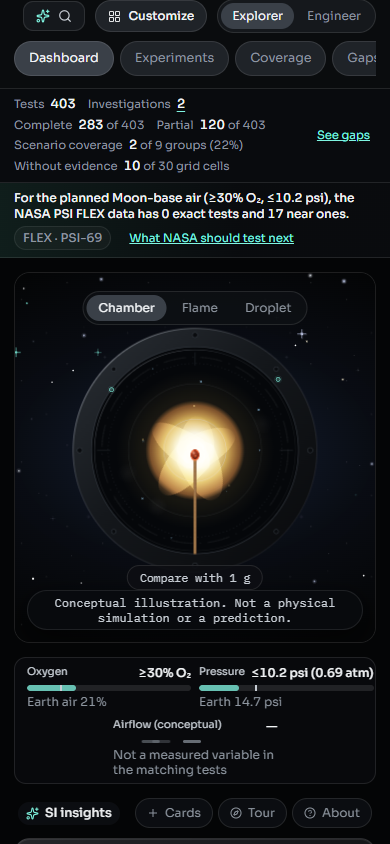 Customize
Explorer
Engineer
Dashboard
Experiments
Coverage
Gaps
Tests 403 Investigations 2
Complete 283 of 403 Partial 120 of 403
Scenario coverage 2 of 9 groups (22%)
Without evidence 10 of 30 grid cells
See gaps
For the planned Moon-base air (≥30% O₂, ≤10.2 psi), the
NASA PSI FLEX data has 0 exact tests and 17 near ones.
FLEX · PSI-69
What NASA should test next
Chamber
Flame
Droplet
Compare with 1 g
Conceptual illustration. Not a physical
simulation or a prediction.
Oxygen ≥30% O₂
Earth air 21%
Pressure ≤10.2 psi (0.69 atm)
Earth 14.7 psi
Airflow (conceptual) —
Not a measured variable in
the matching tests
SI insights
+ Cards
Tour
About